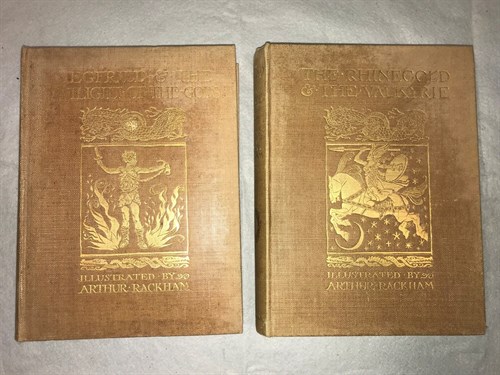 SIEGFRIED & THE
TWILIGHT OF THE GODS
ILLUSTRATED · BY
ARTHUR · RACKHAM
THE · RHINEGOLD
& THE · VALKYRIE
ILLUSTRATED · BY
ARTHUR · RACKHAM